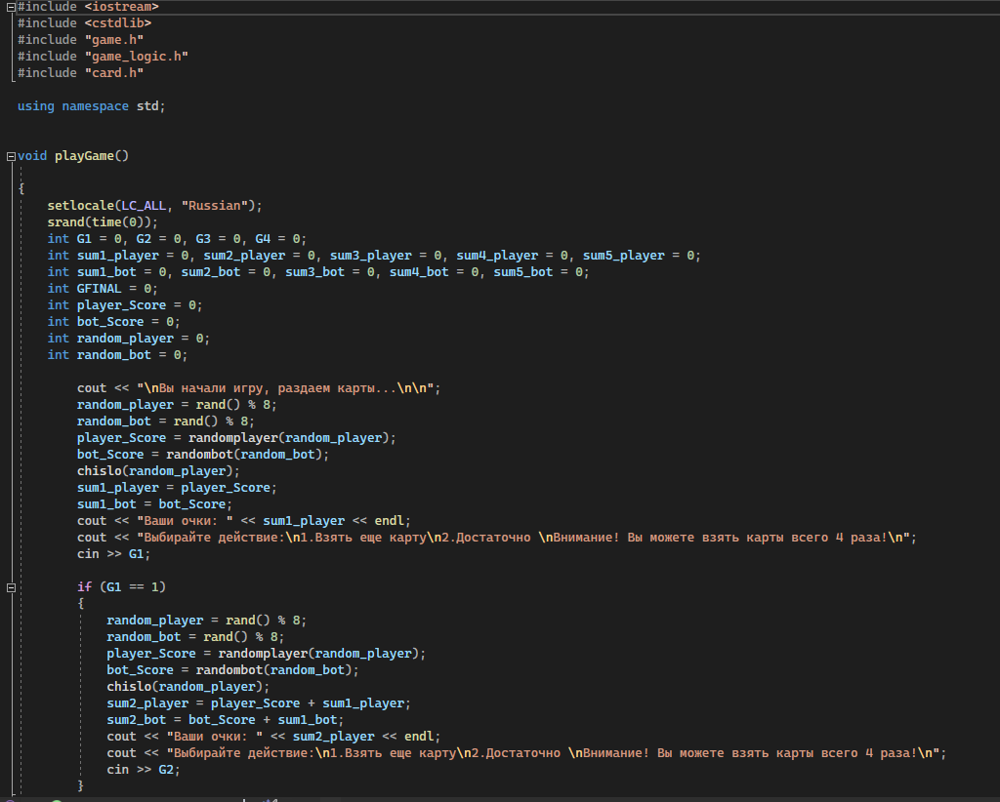 #include <iostream>
#include <cstdlib>
#include "game.h"
#include "game_logic.h"
#include "card.h"
using namespace std;
void playGame()
{
setlocale(LC_ALL, "Russian");
srand(time(0));
int G1 = 0, G2 = 0, G3 = 0, G4 = 0;
int sum1_player = 0, sum2_player = 0, sum3_player = 0, sum4_player = 0, sum5_player = 0;
int sum1_bot = 0, sum2_bot = 0, sum3_bot = 0, sum4_bot = 0, sum5_bot = 0;
int GFINAL = 0;
int player_Score = 0;
int bot_Score = 0;
int random_player = 0;
int random_bot = 0;
cout << "\nВы начали игру, раздаем карты...\n\n";
random_player = rand() % 8;
random_bot = rand() % 8;
player_Score = randomplayer(random_player);
bot_Score = randombot(random_bot);
chislo(random_player);
sum1_player = player_Score;
sum1_bot = bot_Score;
cout << "Ваши очки: " << sum1_player << endl;
cout << "Выбирайте действие:\n1.Взять еще карту\n2.Достаточно \nВнимание! Вы можете взять карты всего 4 раза!\n";
cin >> G1;
if (G1 == 1)
{
random_player = rand() % 8;
random_bot = rand() % 8;
player_Score = randomplayer(random_player);
bot_Score = randombot(random_bot);
chislo(random_player);
sum2_player = player_Score + sum1_player;
sum2_bot = bot_Score + sum1_bot;
cout << "Ваши очки: " << sum2_player << endl;
cout << "Выбирайте действие:\n1.Взять еще карту\n2.Достаточно \nВнимание! Вы можете взять карты всего 4 раза!\n";
cin >> G2;
}